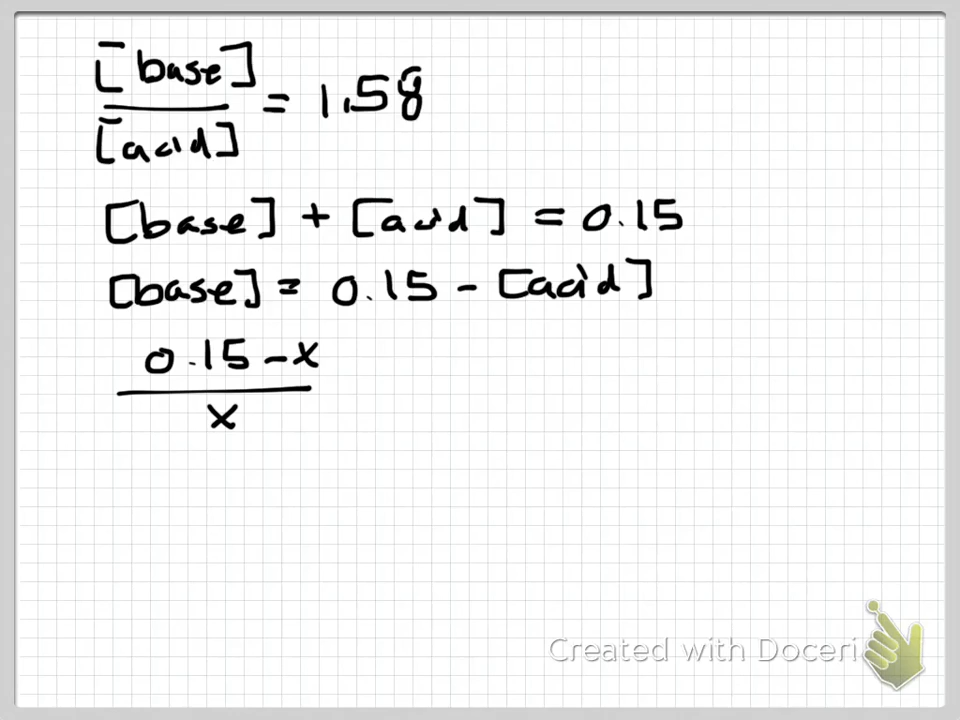 [base]
[acid] = 1.58
[base] + [acid] = 0.15
[base] = 0.15 - [acid]
0.15 - x
x
Created with Doceri